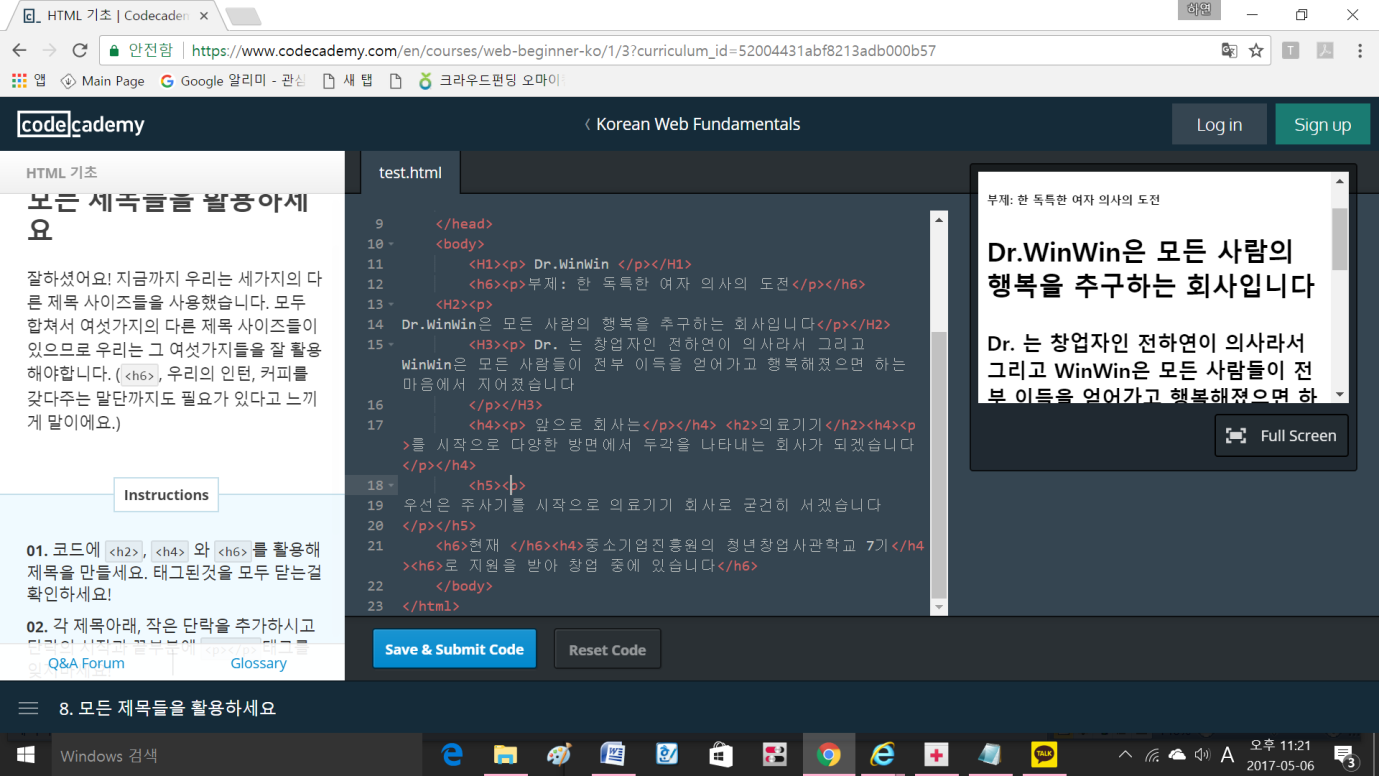 HTML 기초 | Codecaden
하열
안전함 | https://www.codecademy.com/en/courses/web-beginner-ko/1/3?curriculum_id=52004431abf8213adb000b57
앱 Main Page Google 알리미 - 관심 새 탭 크라우드펀딩 오마이
codecademy
Korean Web Fundamentals
Log in
Sign up
HTML 기초
모든 제목들을 활용하세
요
잘하셨어요! 지금까지 우리는 세가지의 다
른 제목 사이즈들을 사용했습니다. 모두
합쳐서 여섯가지의 다른 제목 사이즈들이
있으므로 우리는 그 여섯가지들을 잘 활용
해야합니다. (<h6>, 우리의 인턴, 커피를
갖다주는 말단까지도 필요가 있다고 느끼
게 말이에요.)
Instructions
01. 코드에 <h2>, <h4> 와 <h6>를 활용해
제목을 만들세요. 태그된것을 모두 닫는걸
확인하세요!
02. 각 제목아래, 작은 단락을 추가하시고
단락의 시작과 끝부분에 <p></p>태그를
잊지마세요!
Q&A Forum
Glossary
test.html
9 </head>
10 <body>
11 <H1><p> Dr.WinWin </p></H1>
12 <h6><p>부제: 한 독특한 여자 의사의 도전</p></h6>
13 <H2><p>
14 Dr.WinWin은 모든 사람의 행복을 추구하는 회사입니다</p></H2>
15 <H3><p> Dr. 는 창업자인 전하연이 의사라서 그리고
WinWin은 모든 사람들이 전부 이득을 얻어가고 행복해졌으면 하는
마음에서 지어졌습니다
16 </p></H3>
17 <h4><p> 앞으로 회사는</p></h4> <h2>의료기기</h2><h4><p
>를 시작으로 다양한 방면에서 두각을 나타내는 회사가 되겠습니다
</p></h4>
18 <h5><p>
19 우선은 주사기를 시작으로 의료기기 회사로 굳건히 서겠습니다
20 </p></h5>
21 <h6>현재 </h6><h4>중소기업진흥원의 청년창업사관학교 7기</h4
><h6>로 지원을 받아 창업 중에 있습니다</h6>
22 </body>
23 </html>
Save & Submit Code
Reset Code
부제: 한 독특한 여자 의사의 도전
Dr.WinWin은 모든 사람의
행복을 추구하는 회사입니다
Dr. 는 창업자인 전하연이 의사라서
그리고 WinWin은 모든 사람들이 전
부 이득을 얻어가고 행복해졌으면 하
Full Screen
8. 모든 제목들을 활용하세요
Windows 검색
TALK
A
오후 11:21
2017-05-06
3